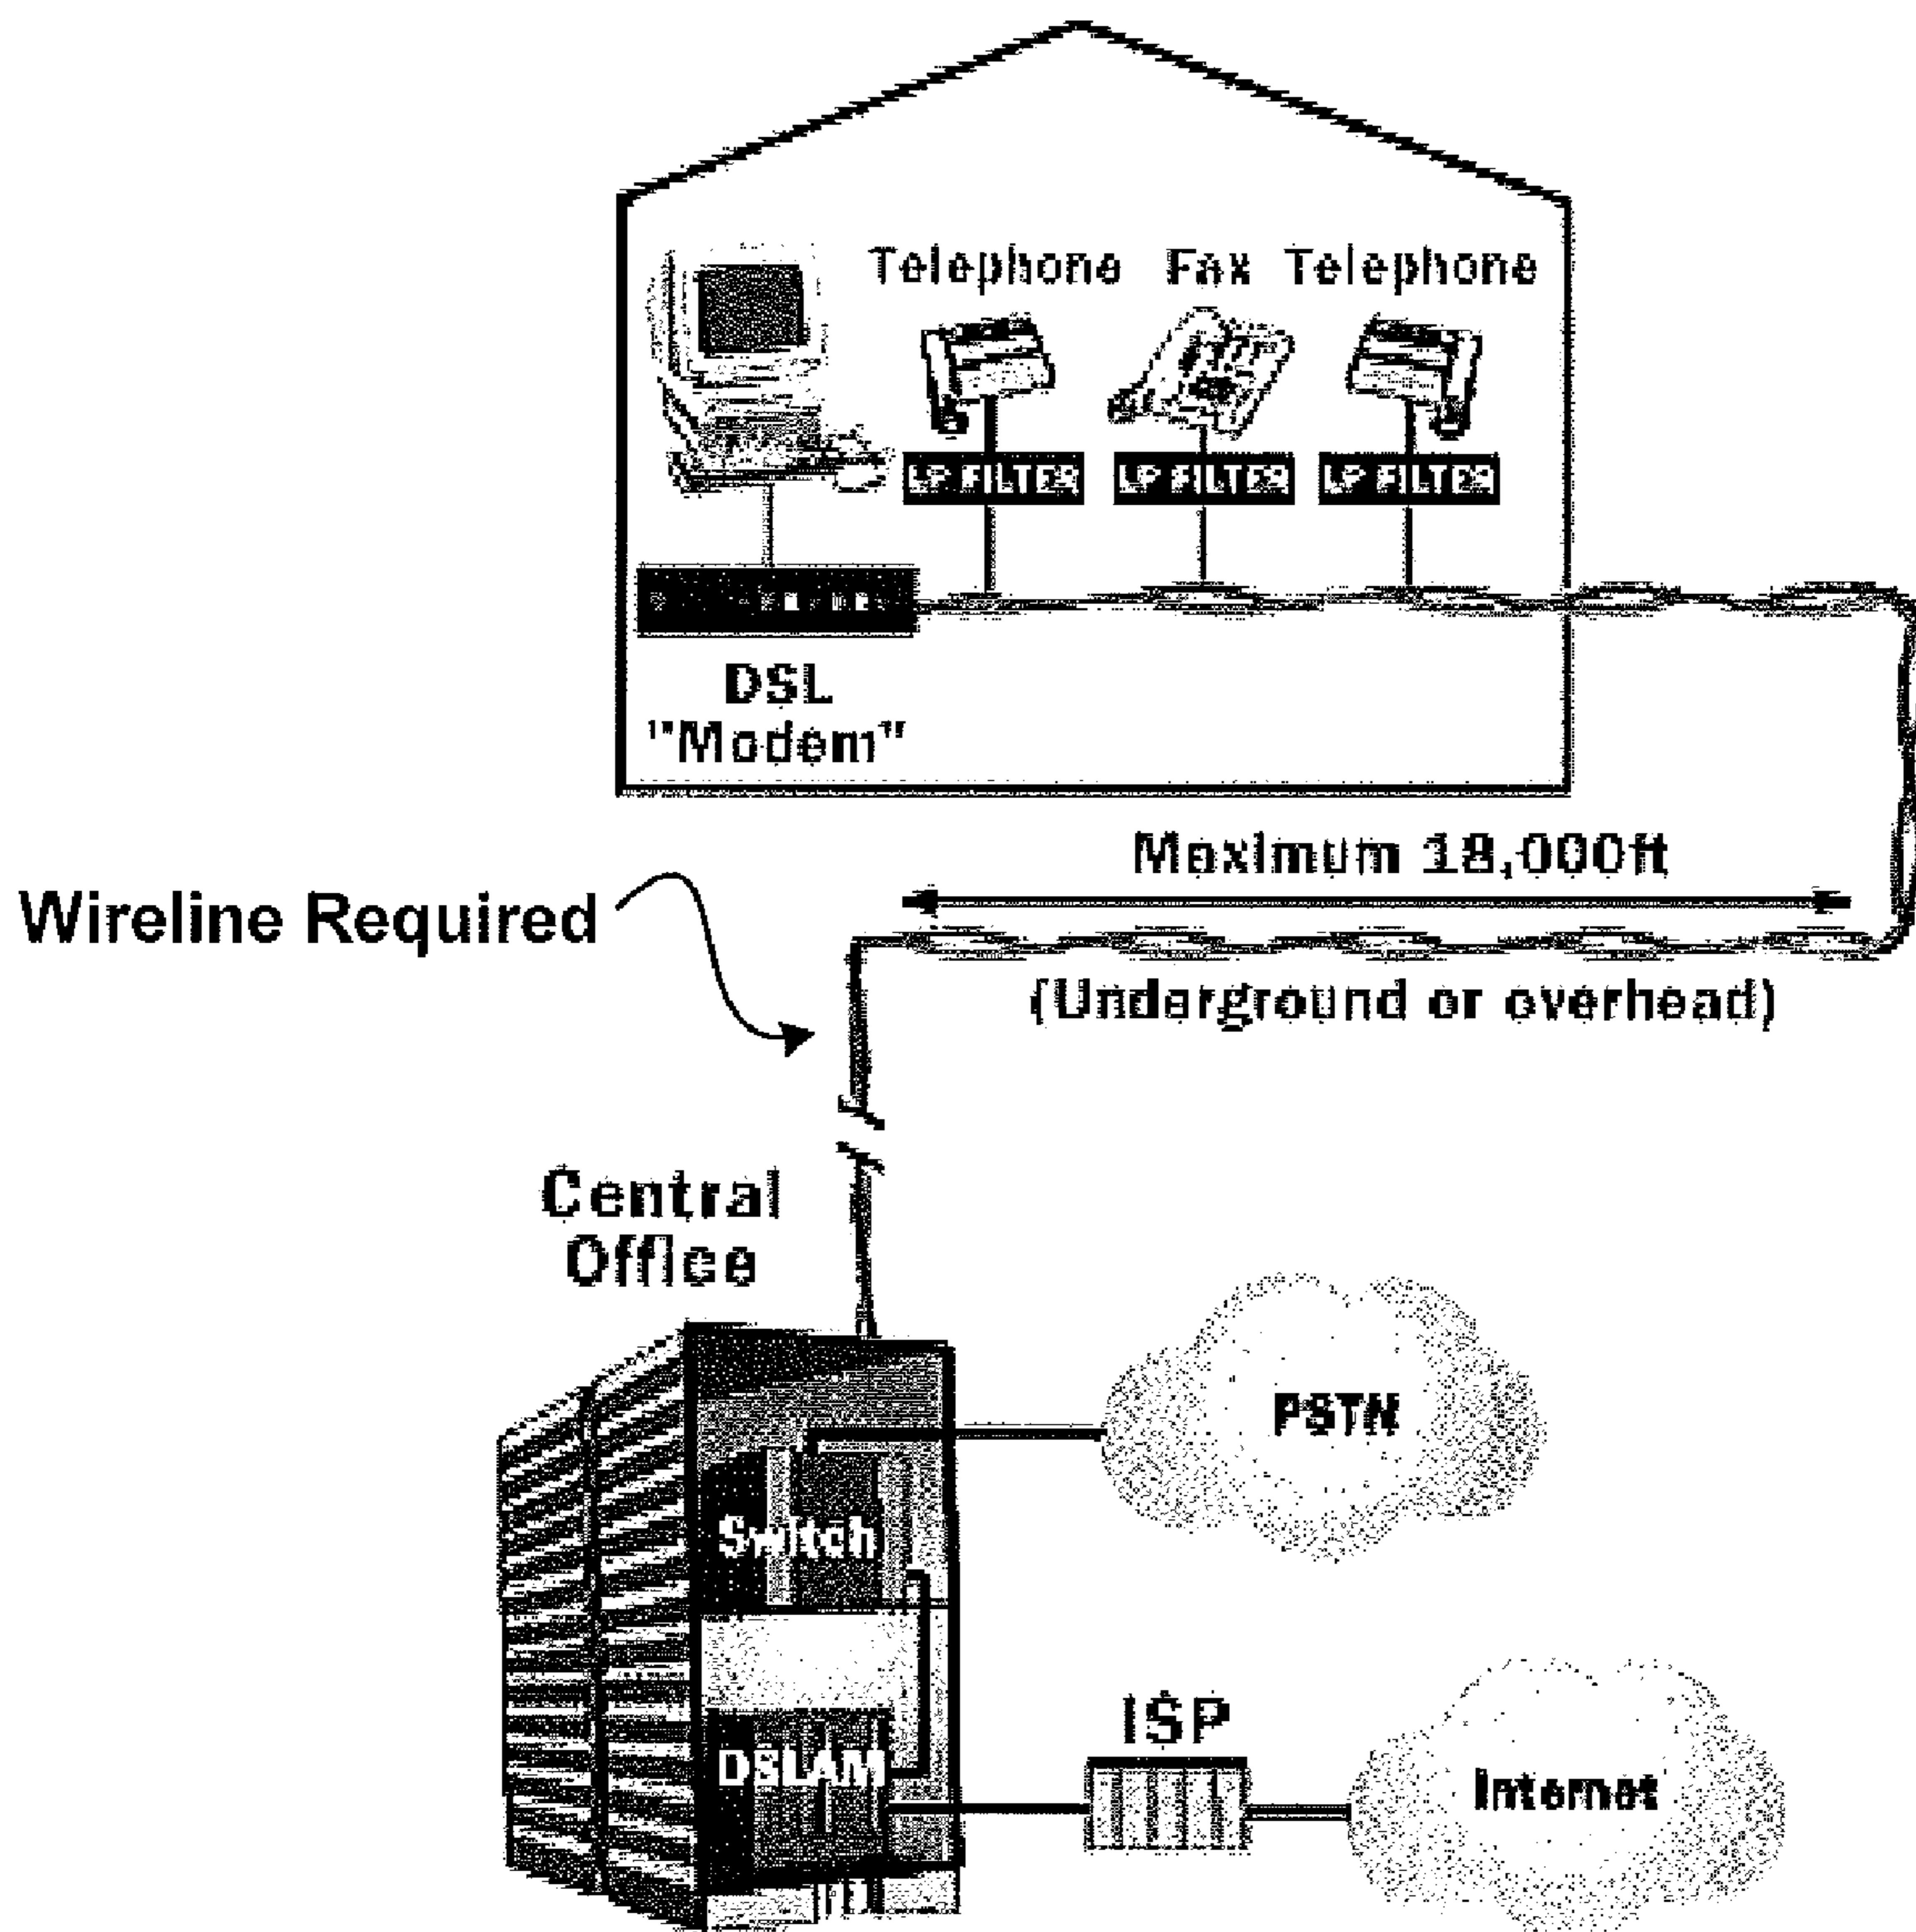 Telephone Fax Telephone
LP FILTER LP FILTER LP FILTER
DSL
"Modem"
Maximum 18,000ft
Wireline Required
(Underground or overhead)
Central
Office
PSTN
Switch
ISP
DSLAM
Internet